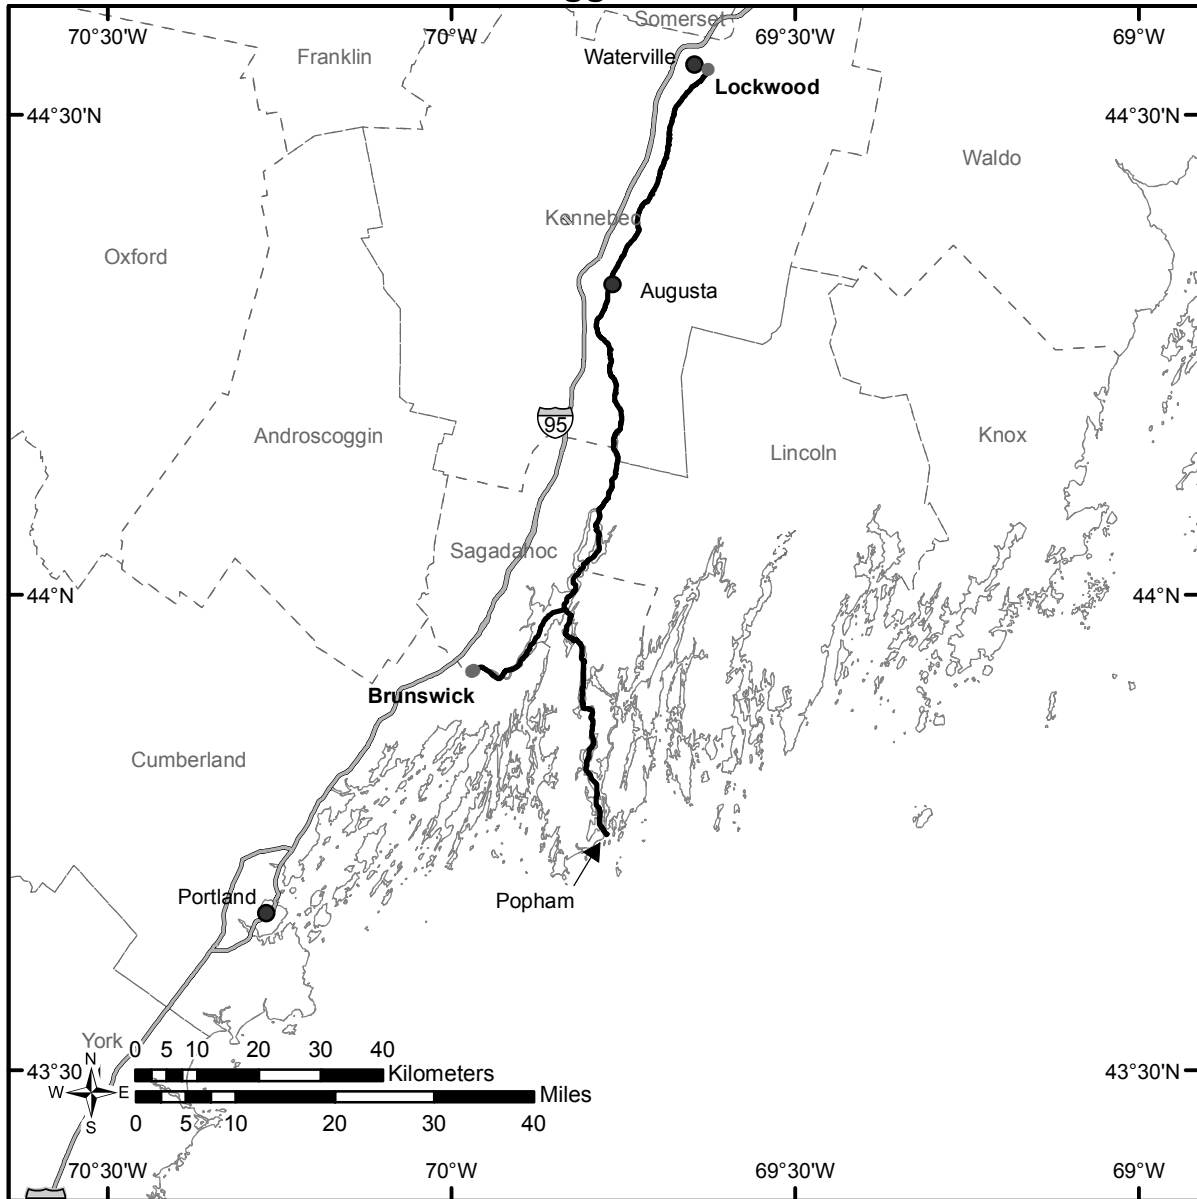 Somerset
70°30'W 70°W 69°30'W 69°W
Franklin
Waterville
Lockwood
44°30'N 44°30'N
Waldo
Kennebec
Oxford
Augusta
95
Androscoggin
Knox
Lincoln
Sagadahoc
44°N 44°N
Brunswick
Cumberland
Portland
Popham
York
N
W E
S
0 5 10 20 30 40
Kilometers
Miles
0 5 10 20 30 40
43°30'N 43°30'N
70°30'W 70°W 69°30'W 69°W